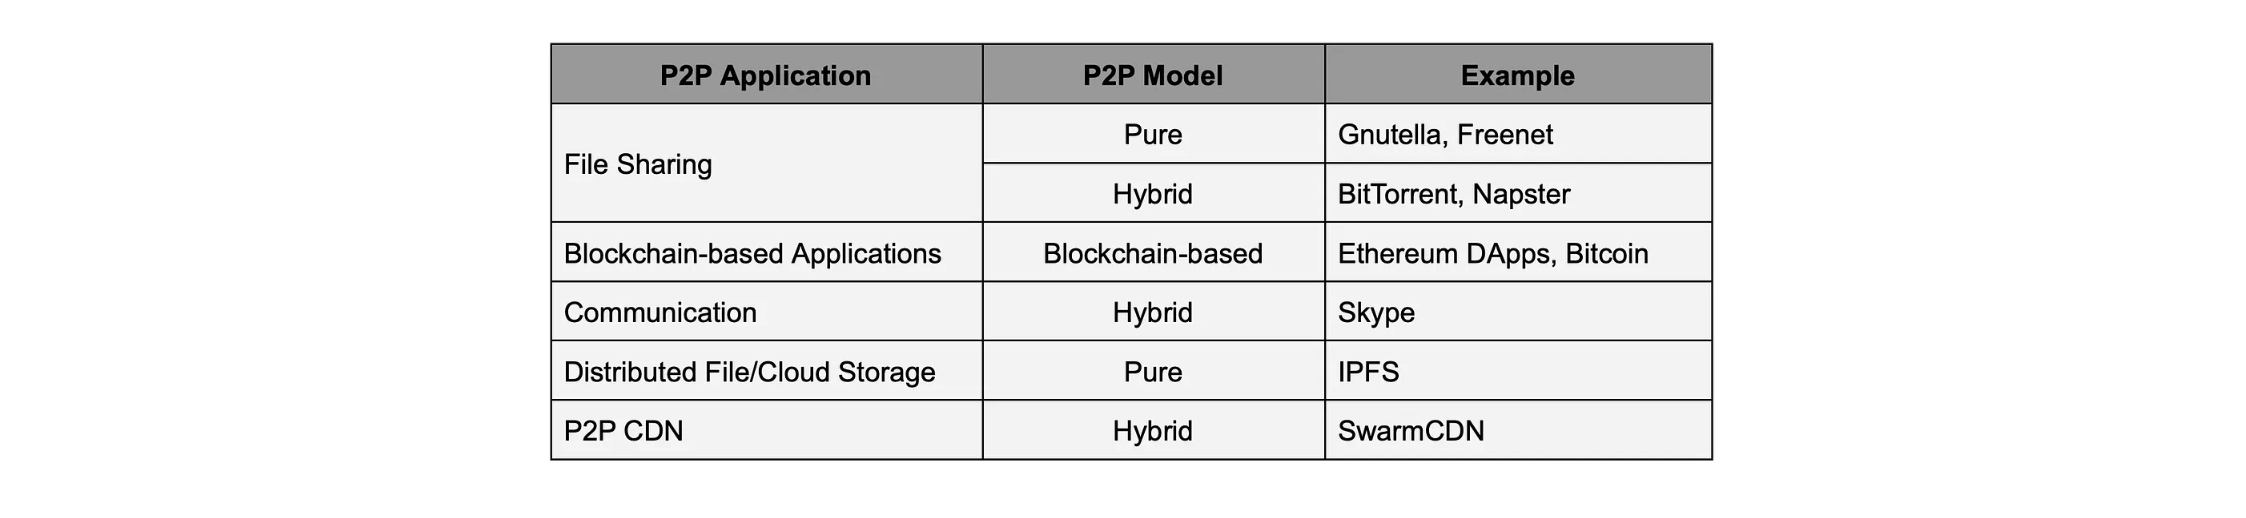 P2P Application P2P Model Example
File Sharing Pure Gnutella, Freenet
Hybrid BitTorrent, Napster
Blockchain-based Applications Blockchain-based Ethereum DApps, Bitcoin
Communication Hybrid Skype
Distributed File/Cloud Storage Pure IPFS
P2P CDN Hybrid SwarmCDN